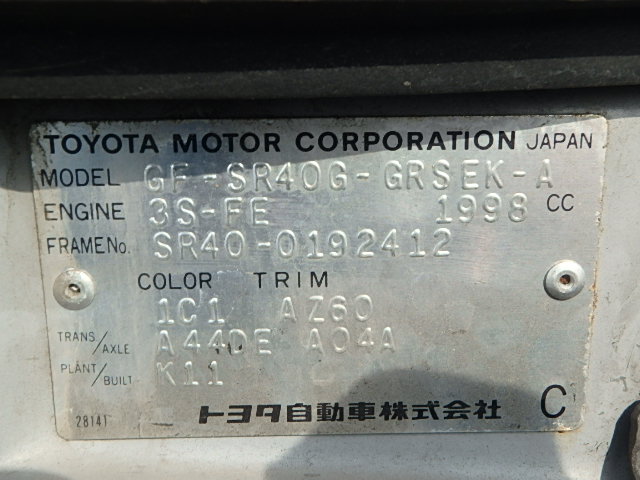 TOYOTA MOTOR CORPORATION JAPAN
MODEL GF-SR40G-GRSEK-A
ENGINE 3S-FE 1998 CC
FRAME No. SR40-0192412
COLOR TRIM
1C1 AZ60
TRANS/AXLE A44DE A04A
PLANT/BUILT K11
28141 トヨタ自動車株式会社 C